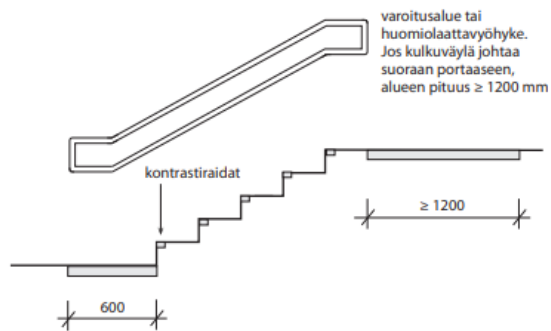 varoitusalue tai
huomiolaattavyöhyke.
Jos kulkuväylä johtaa
suoraan portaaseen,
alueen pituus ≥ 1200 mm
kontrastiraidat
≥ 1200
600